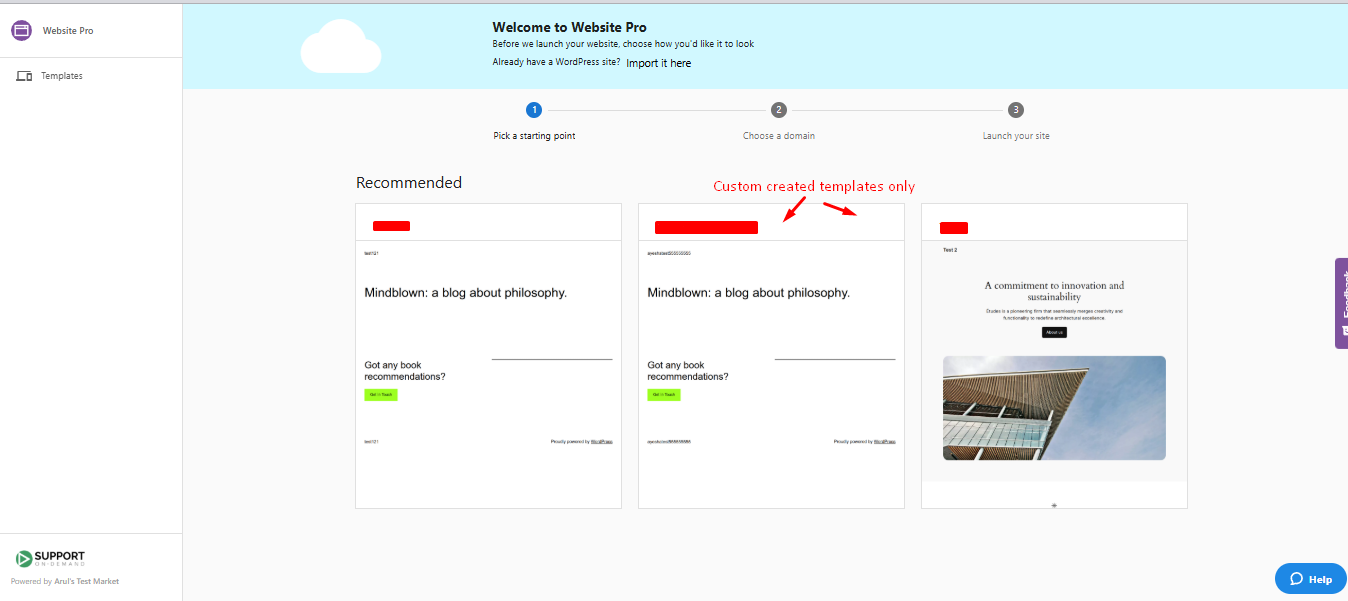 Website Pro
Templates
Welcome to Website Pro
Before we launch your website, choose how you'd like it to look
Already have a WordPress site? Import it here
1
2
3
Pick a starting point
Choose a domain
Launch your site
Recommended
Custom created templates only
test121
Mindblown: a blog about philosophy.
Got any book
recommendations?
Get In Touch
test121
Proudly powered by WordPress
Mindblown: a blog about philosophy.
Got any book
recommendations?
Get In Touch
Proudly powered by WordPress
Test 2
A commitment to innovation and
sustainability
Études is a pioneering firm that seamlessly merges creativity and
functionality to redefine architectural excellence.
About us
Feedback
SUPPORT
ON-DEMAND
Powered by Arul's Test Market
Help